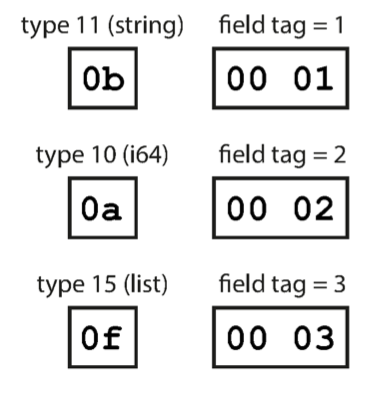 type 11 (string) field tag = 1
0b 00 01
type 10 (i64) field tag = 2
0a 00 02
type 15 (list) field tag = 3
0f 00 03